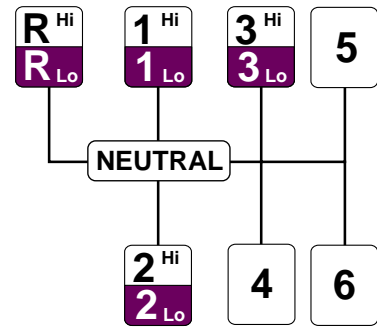 R Hi
R Lo
1 Hi
1 Lo
3 Hi
3 Lo
5
NEUTRAL
2 Hi
2 Lo
4
6